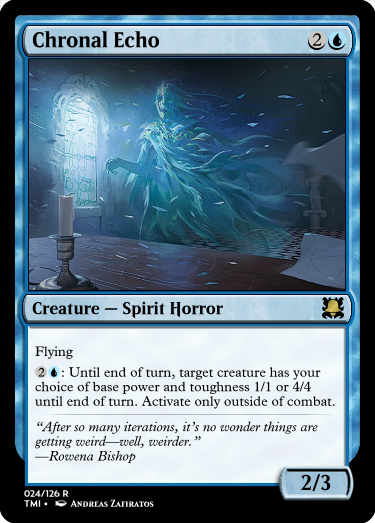 Chronal Echo 2
Creature — Spirit Horror
Flying
2: Until end of turn, target creature has your
choice of base power and toughness 1/1 or 4/4
until end of turn. Activate only outside of combat.
“After so many iterations, it’s no wonder things are
getting weird—well, weirder.”
—Rowena Bishop
2/3
024/126 R
TMI • Andreas Zafiratos